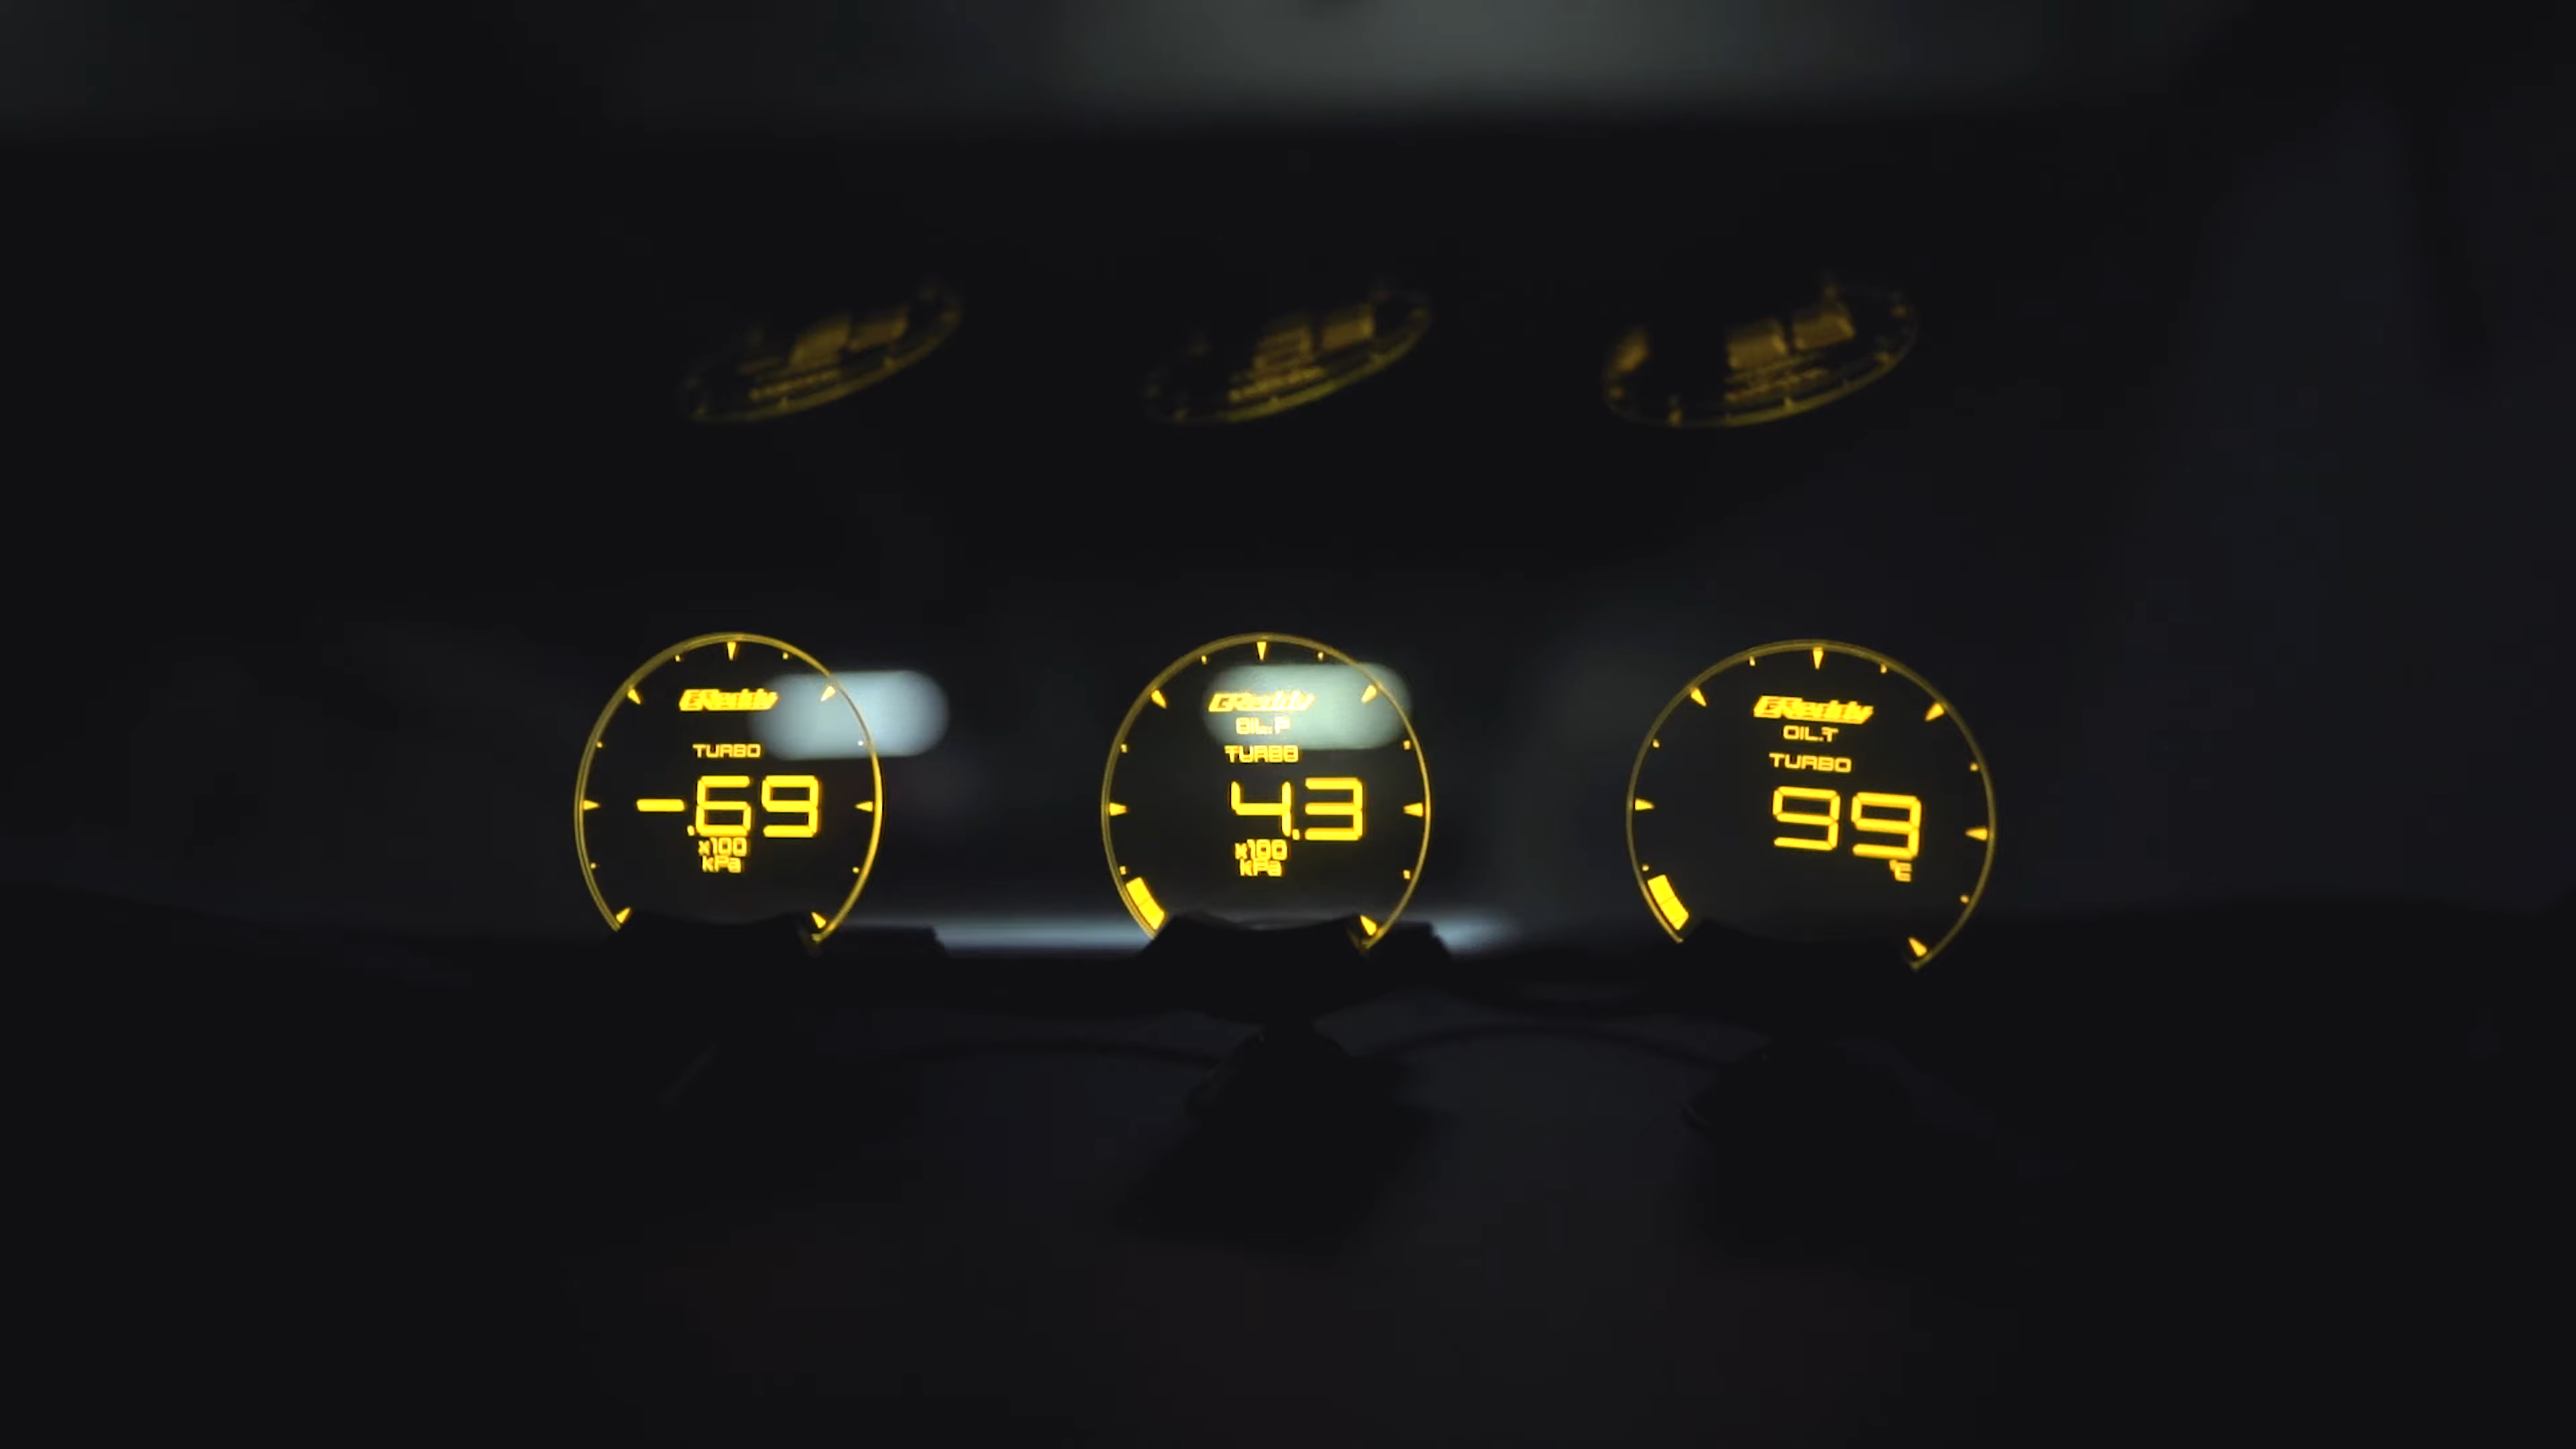 GReddy
TURBO
-.69
x100
kPa
GReddy
OIL.P
TURBO
4.3
x100
kPa
GReddy
OIL.T
TURBO
99